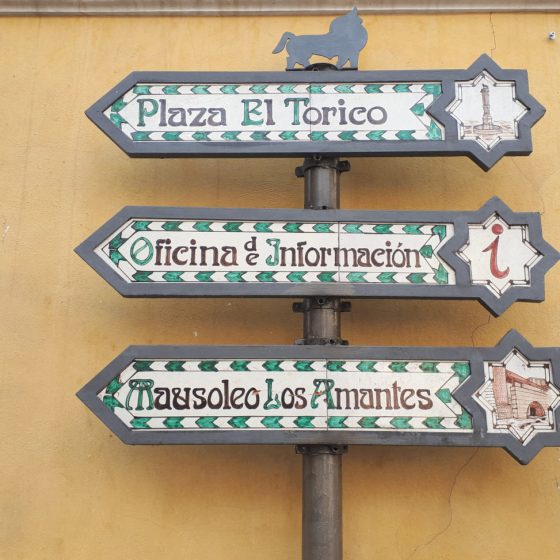 Plaza El Torico
Oficina de Información
i
Mausoleo Los Amantes